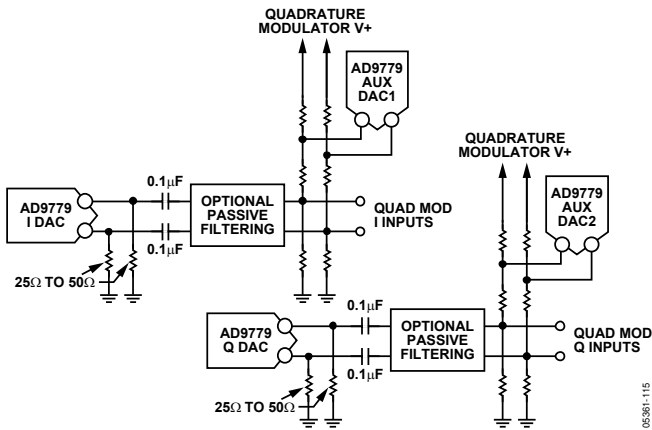 QUADRATURE
MODULATOR V+
AD9779
AUX
DAC1
QUADRATURE
MODULATOR V+
AD9779
AUX
DAC2
0.1µF
AD9779
I DAC
OPTIONAL
PASSIVE
FILTERING
QUAD MOD
I INPUTS
0.1µF
25Ω TO 50Ω
0.1µF
AD9779
Q DAC
OPTIONAL
PASSIVE
FILTERING
QUAD MOD
Q INPUTS
0.1µF
25Ω TO 50Ω
05361-115